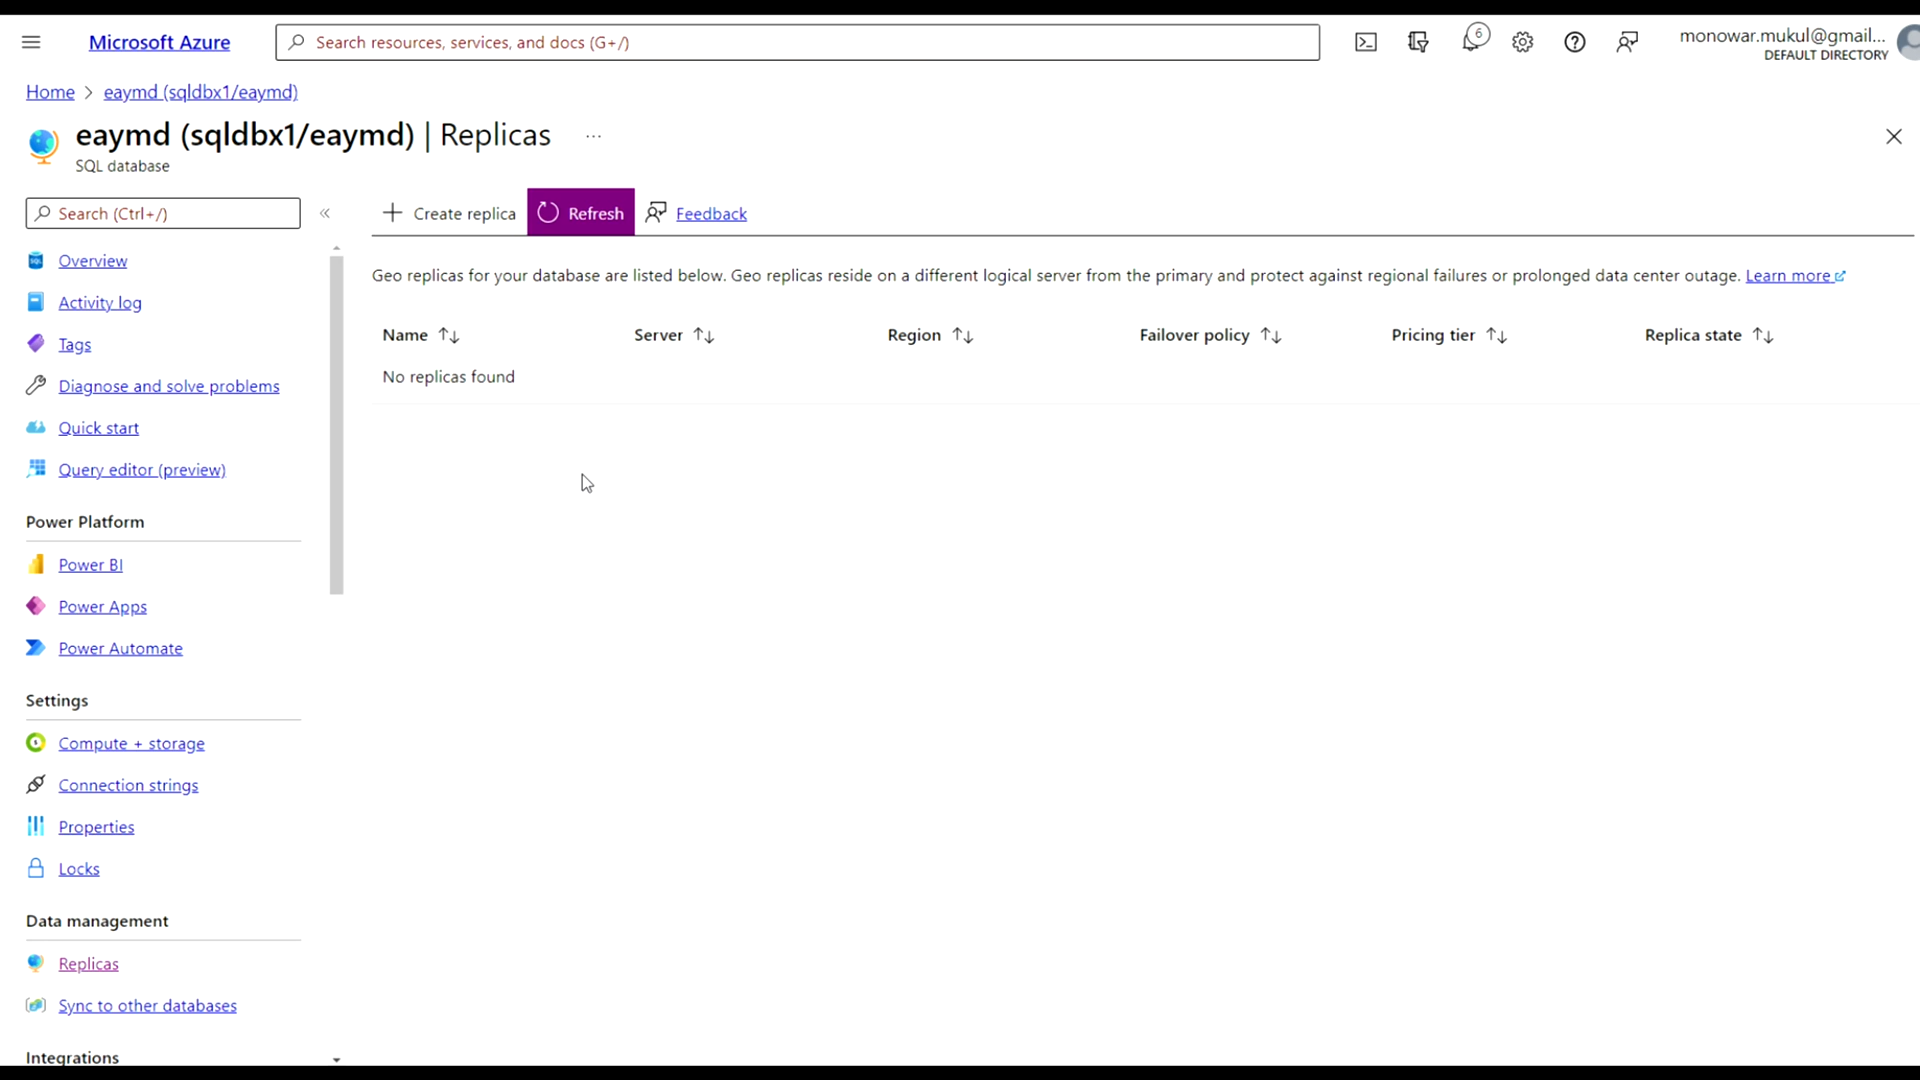 Microsoft Azure
Search resources, services, and docs (G+/)
6
monowar.mukul@gmail...
DEFAULT DIRECTORY
Home > eaymd (sqldbx1/eaymd)
eaymd (sqldbx1/eaymd) | Replicas ...
SQL database
Search (Ctrl+/)
«
Create replica
Refresh
Feedback
Overview
Activity log
Tags
Diagnose and solve problems
Quick start
Query editor (preview)
Power Platform
Power BI
Power Apps
Power Automate
Settings
Compute + storage
Connection strings
Properties
Locks
Data management
Replicas
Sync to other databases
Integrations
Geo replicas for your database are listed below. Geo replicas reside on a different logical server from the primary and protect against regional failures or prolonged data center outage. Learn more
Name ↑↓ Server ↑↓ Region ↑↓ Failover policy ↑↓ Pricing tier ↑↓ Replica state ↑↓
No replicas found